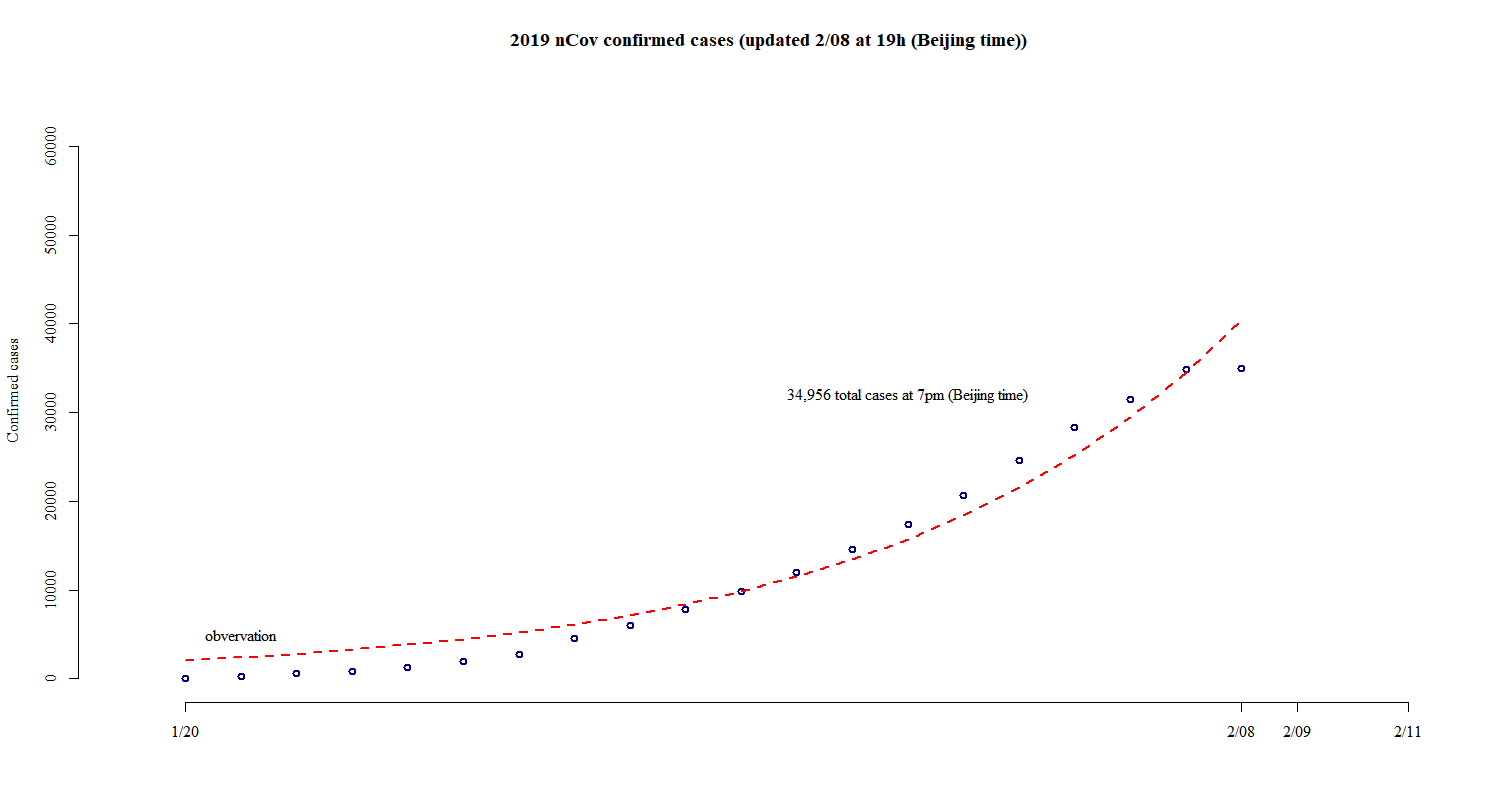 2019 nCov confirmed cases (updated 2/08 at 19h (Beijing time))
60000
50000
40000
30000
20000
10000
0
Confirmed cases
34,956 total cases at 7pm (Beijing time)
obvervation
1/20
2/08
2/09
2/11